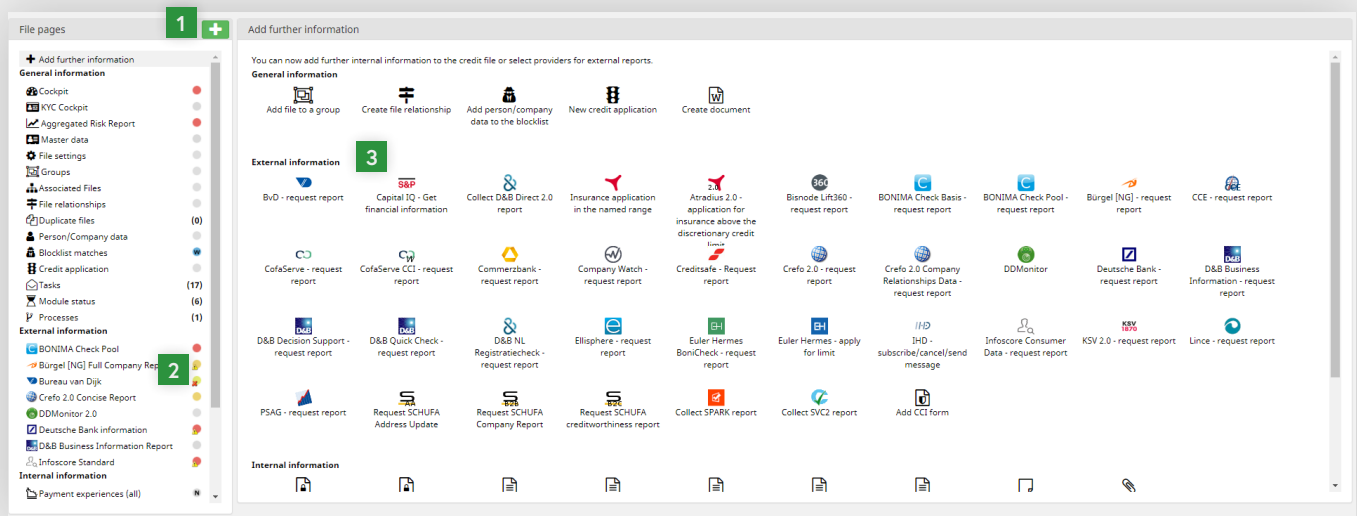 1
File pages
Add further information
Add further information
General information
Cockpit
KYC Cockpit
Aggregated Risk Report
Master data
File settings
Groups
Associated Files
File relationships
Duplicate files (0)
Person/Company data
Blocklist matches W
Credit application
Tasks (17)
Module status (6)
Processes (1)
External information
BONIMA Check Pool
Bürgel [NG] Full Company Rep
2
Bureau van Dijk
Crefo 2.0 Concise Report
DDMonitor 2.0
Deutsche Bank information
D&B Business Information Report
Infoscore Standard
Internal information
Payment experiences (all) N
You can now add further internal information to the credit file or select providers for external reports.
General information
Add file to a group
Create file relationship
Add person/company
data to the blocklist
New credit application
W
Create document
External information
3
BvD - request report
S&P
Capital IQ - Get
financial information
Collect D&B Direct 2.0
report
Insurance application
in the named range
2.0
Atradius 2.0 -
application for
insurance above the
discretionary credit
limit
360
Bisnode Lift360 -
request report
C
BONIMA Check Basis -
request report
C
BONIMA Check Pool -
request report
Bürgel [NG] - request
report
CCE
CCE - request report
CofaServe - request
report
W
CofaServe CCI - request
report
Commerzbank -
request report
Company Watch -
request report
Creditsafe - Request
report
Crefo 2.0 - request
report
Crefo 2.0 Company
Relationships Data -
request report
DDMonitor
Deutsche Bank -
request report
D&B
D&B Business
Information - request
report
D&B
D&B Decision Support -
request report
D&B
D&B Quick Check -
request report
D&B NL
Registratiecheck -
request report
Ellisphere - request
report
EH
Euler Hermes
BoniCheck - request
report
EH
Euler Hermes - apply
for limit
IHD
IHD -
subscribe/cancel/send
message
Infoscore Consumer
Data - request report
KSV
1870
KSV 2.0 - request report
Lince - request report
PSAG - request report
AA
Request SCHUFA
Address Update
B2B
Request SCHUFA
Company Report
B2C
Request SCHUFA
creditworthiness report
Collect SPARK report
Collect SVC2 report
Add CCI form
Internal information